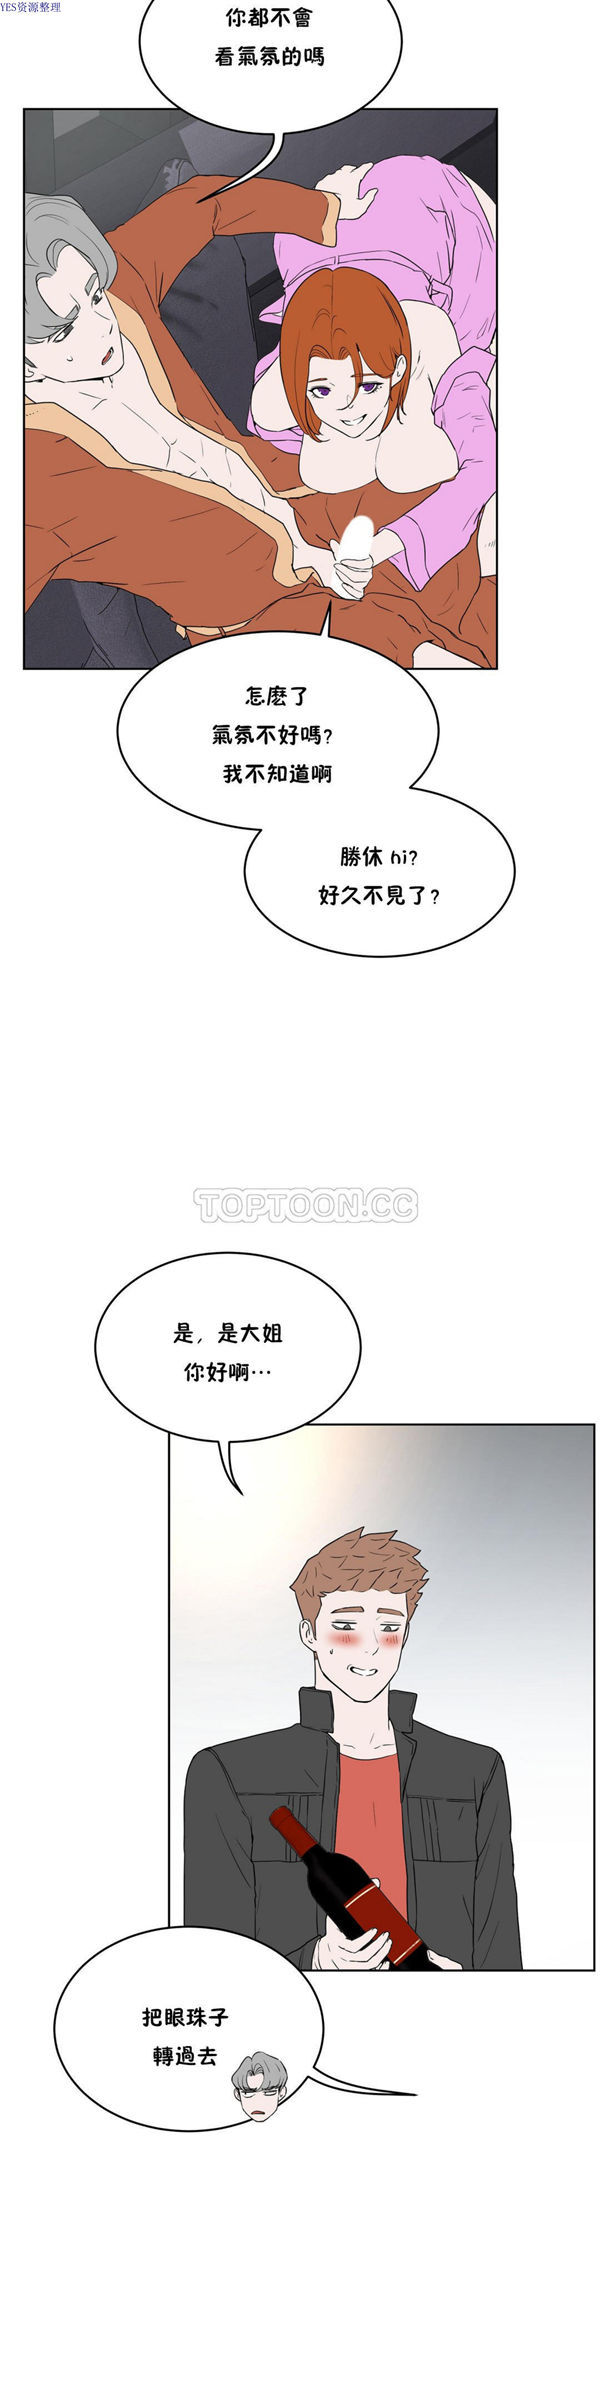 YES资源整理
你都不會
看氣氛的嗎
怎麽了
氣氛不好嗎?
我不知道啊
勝休 hi?
好久不見了?
TOPTOON.CC
是, 是大姐
你好啊…
把眼珠子
轉過去